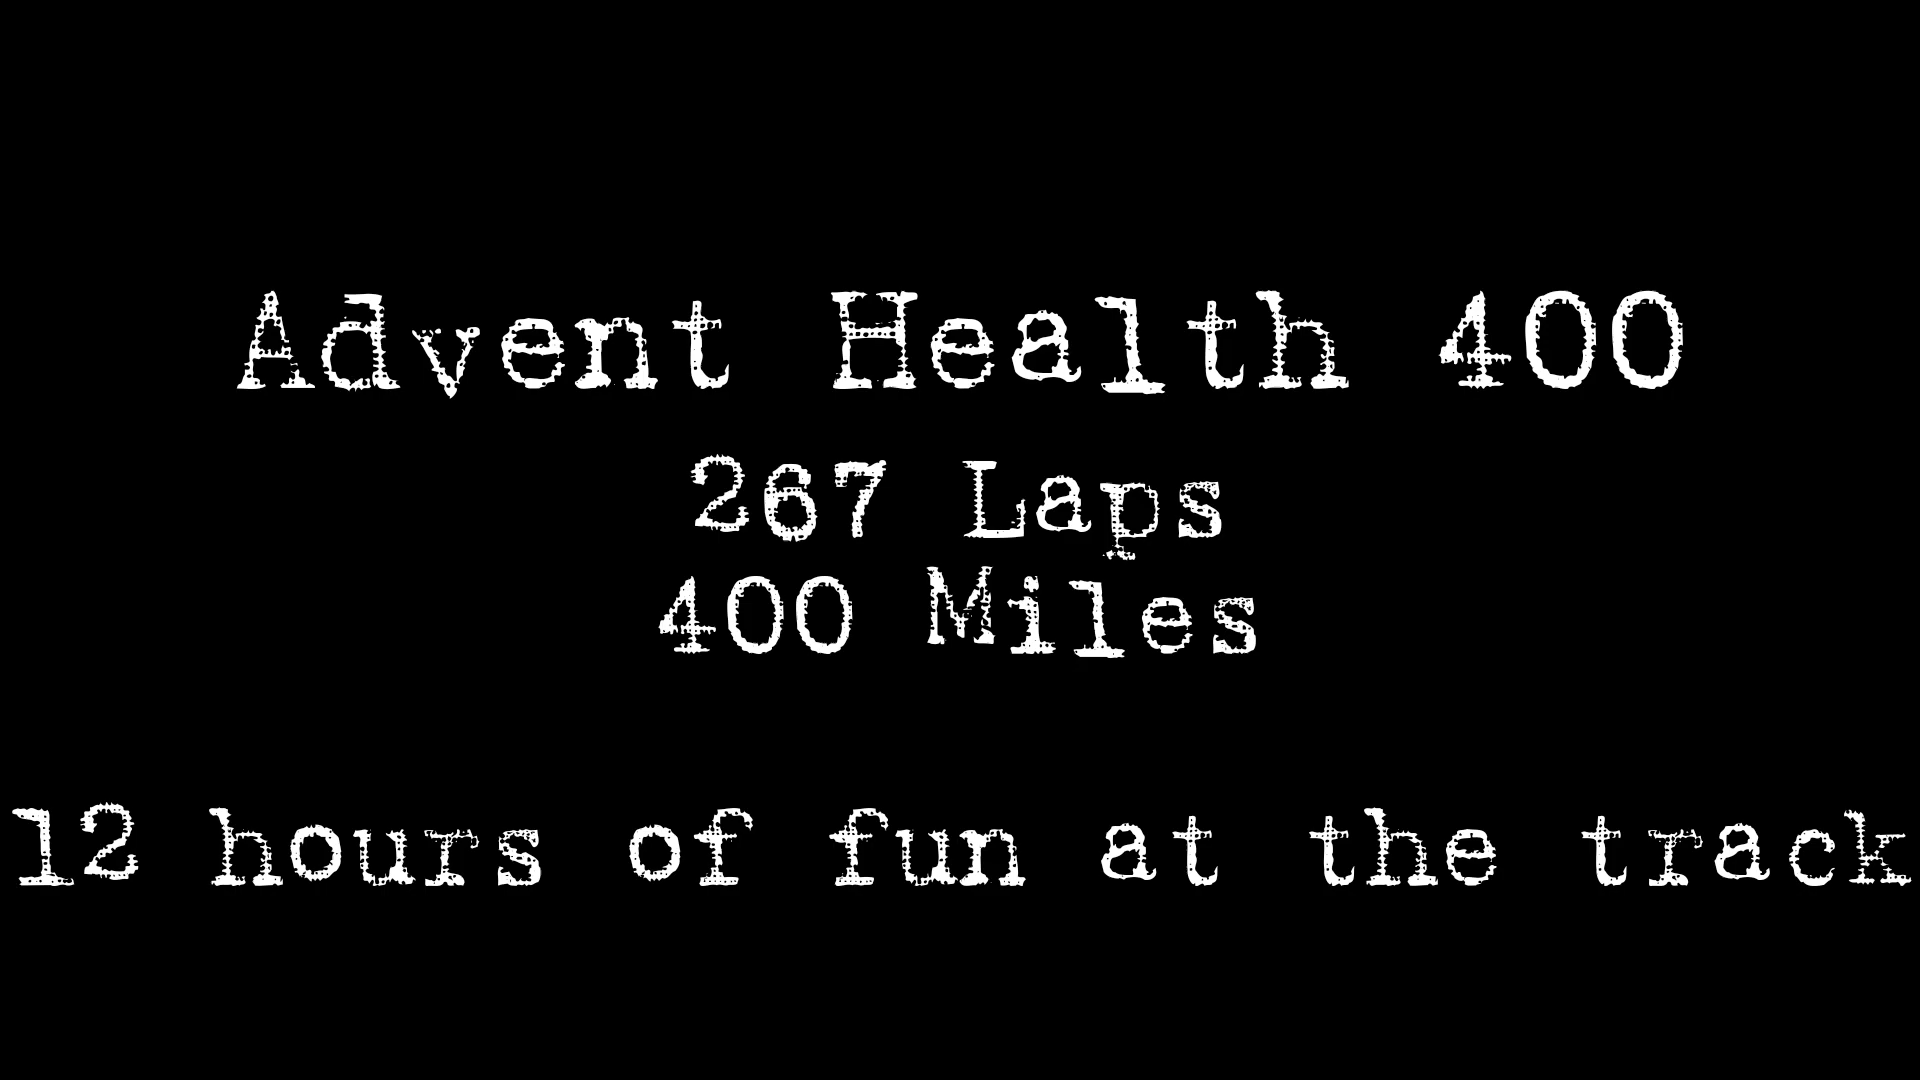 Advent Health 400
267 Laps
400 Miles
12 hours of fun at the track